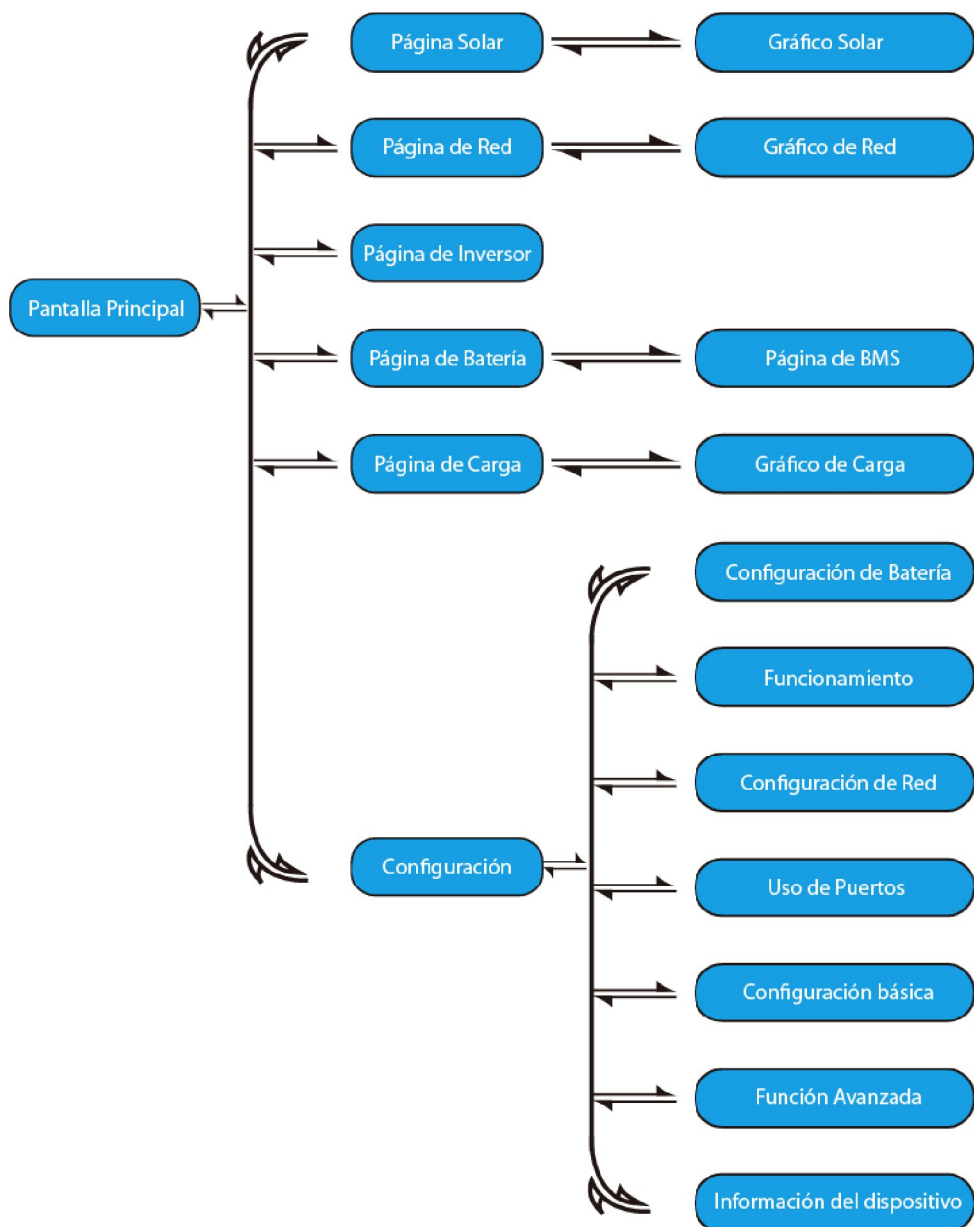 Página Solar
Gráfico Solar
Página de Red
Gráfico de Red
Página de Inversor
Pantalla Principal
Página de Batería
Página de BMS
Página de Carga
Gráfico de Carga
Configuración de Batería
Funcionamiento
Configuración de Red
Configuración
Uso de Puertos
Configuración básica
Función Avanzada
Información del dispositivo